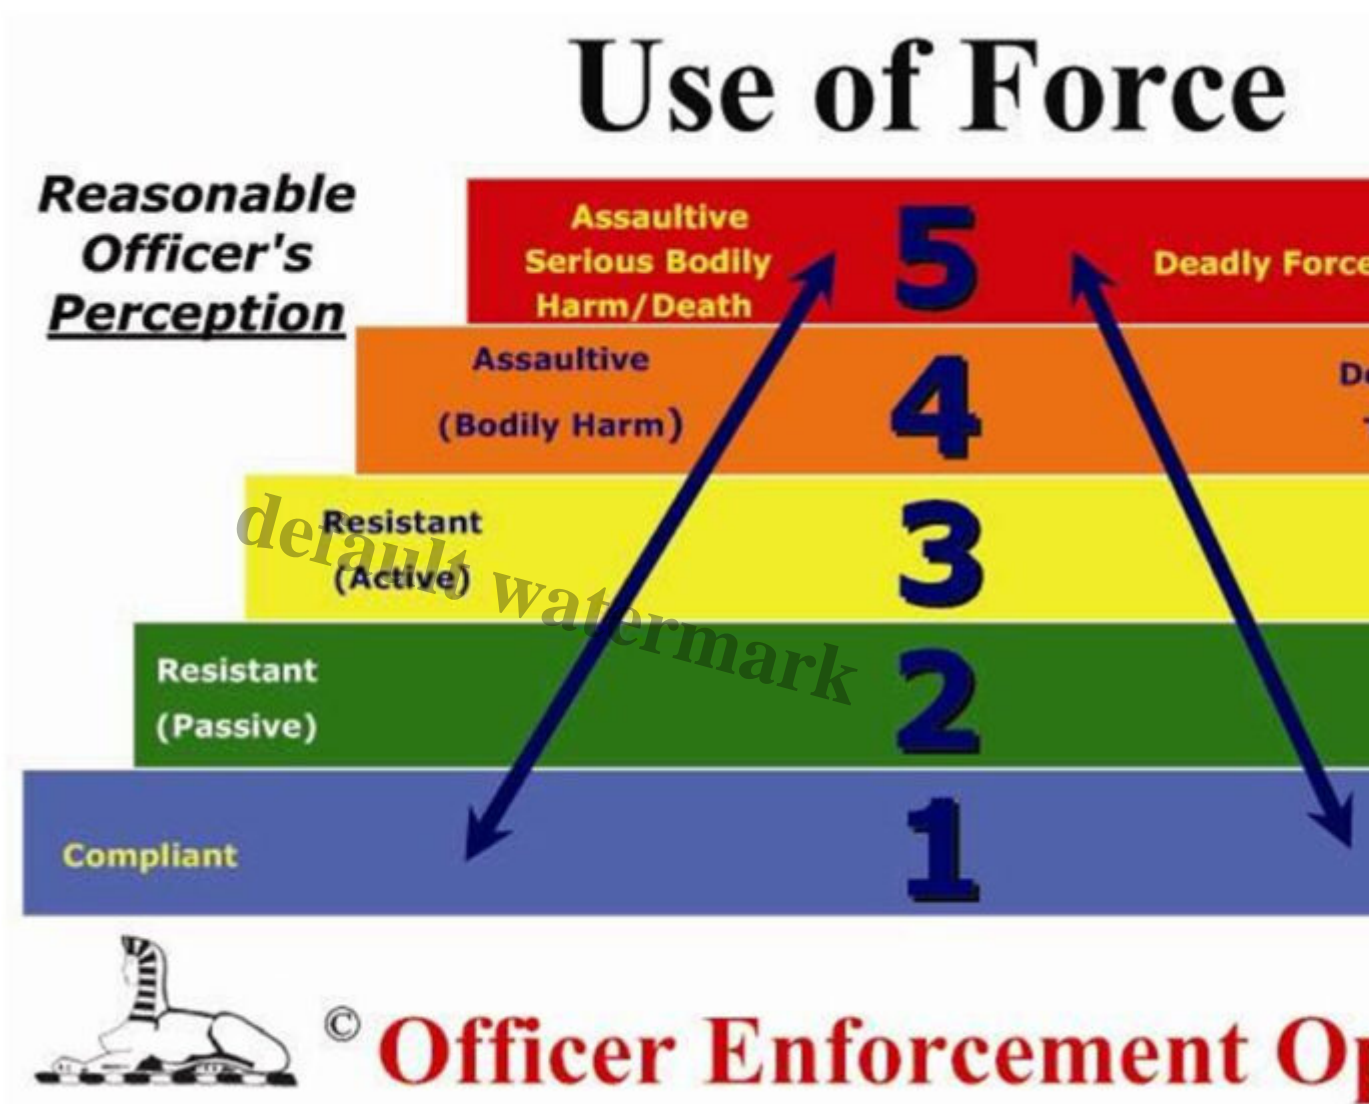 Use of Force
Reasonable
Officer's
Perception
Assaultive
Serious Bodily
Harm/Death
5
Deadly Force
Assaultive
(Bodily Harm)
4
Resistant
(Active)
3
default watermark
Resistant
(Passive)
2
Compliant
1
© Officer Enforcement